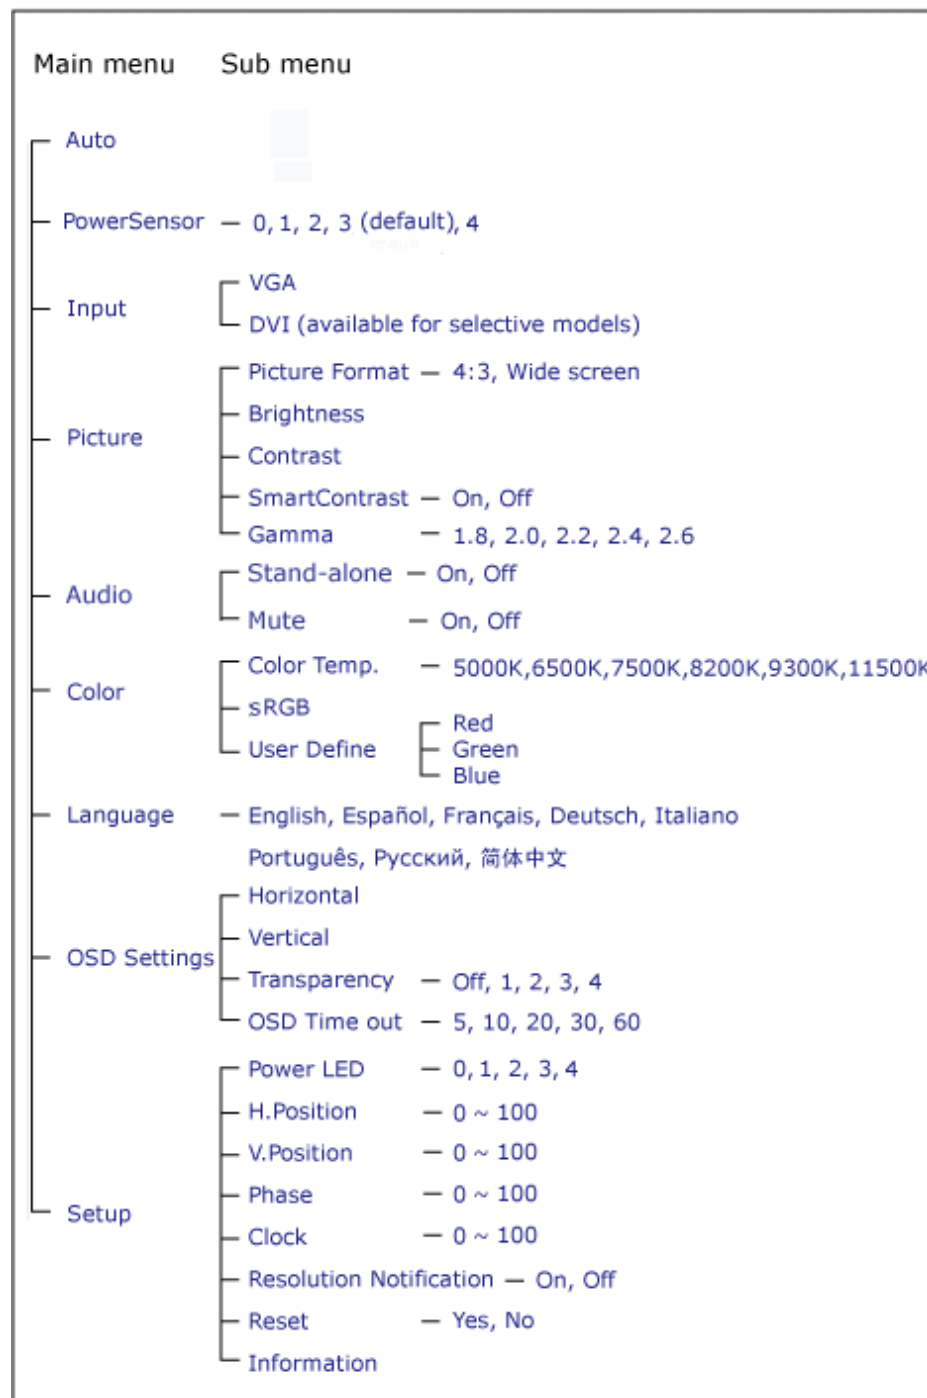 Main menu Sub menu
Auto
PowerSensor 0, 1, 2, 3 (default), 4
VGA
Input
DVI (available for selective models)
Picture Format 4:3, Wide screen
Brightness
Picture
Contrast
SmartContrast On, Off
Gamma 1.8, 2.0, 2.2, 2.4, 2.6
Stand-alone On, Off
Audio
Mute On, Off
Color Temp. 5000K,6500K,7500K,8200K,9300K,11500K
Color
sRGB
Red
User Define Green
Blue
Language English, Español, Français, Deutsch, Italiano
Português, Русский, 简体中文
Horizontal
Vertical
OSD Settings
Transparency Off, 1, 2, 3, 4
OSD Time out 5, 10, 20, 30, 60
Power LED 0, 1, 2, 3, 4
H.Position 0 ~ 100
V.Position 0 ~ 100
Phase 0 ~ 100
Setup
Clock 0 ~ 100
Resolution Notification On, Off
Reset Yes, No
Information